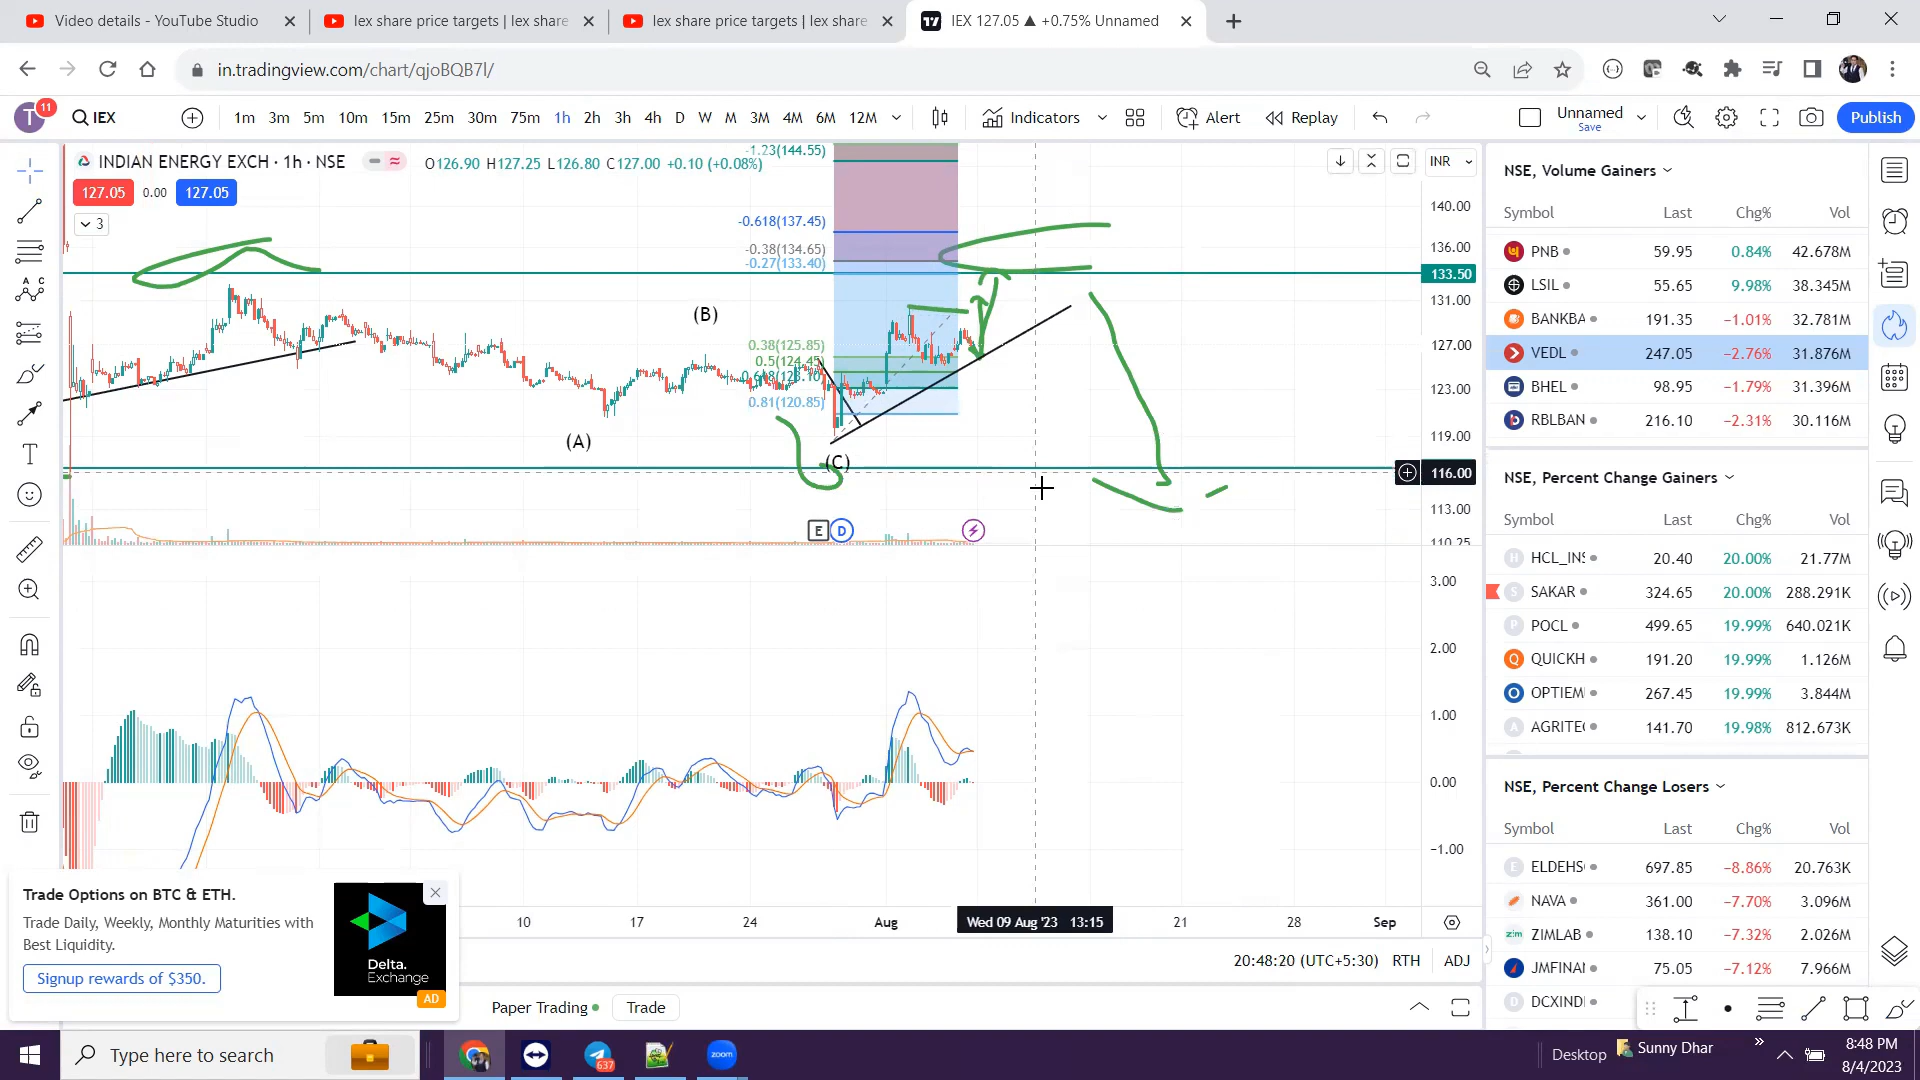 Video details - YouTube Studio
Iex share price targets | lex share
Iex share price targets | lex share
IEX 127.05 ▲ +0.75% Unnamed
in.tradingview.com/chart/qjoBQB7l/
T
11
IEX
1m 3m 5m 10m 15m 25m 30m 75m 1h 2h 3h 4h D W M 3M 4M 6M 12M
Indicators
Alert
Replay
Unnamed
Save
Publish
INDIAN ENERGY EXCH · 1h · NSE
O126.90 H127.25 L126.80 C127.00 +0.10 (+0.08%)
127.05 0.00 127.05
3
INR
-1.23(144.55)
-0.618(137.45)
-0.38(134.65)
-0.27(133.40)
0.38(125.85)
0.5(124.45)
0.618(123.10)
0.81(120.85)
(A)
(B)
(C)
E
D
140.00
136.00
133.50
131.00
127.00
123.00
119.00
116.00
113.00
110.25
3.00
2.00
1.00
0.00
−1.00
10 17 24 Aug Wed 09 Aug '23 13:15 21 28 Sep
20:48:20 (UTC+5:30) RTH ADJ
Paper Trading
Trade
Trade Options on BTC & ETH.
Trade Daily, Weekly, Monthly Maturities with
Best Liquidity.
Signup rewards of $350.
Delta.
Exchange
AD
NSE, Volume Gainers
Symbol Last Chg% Vol
PNB 59.95 0.84% 42.678M
LSIL 55.65 9.98% 38.345M
BANKBA 191.35 −1.01% 32.781M
VEDL 247.05 −2.76% 31.876M
BHEL 98.95 −1.79% 31.396M
RBLBAN 216.10 −2.31% 30.116M
NSE, Percent Change Gainers
Symbol Last Chg% Vol
H HCL_INS 20.40 20.00% 21.77M
S SAKAR 324.65 20.00% 288.291K
P POCL 499.65 19.99% 640.021K
Q QUICKH 191.20 19.99% 1.126M
O OPTIEM 267.45 19.99% 3.844M
A AGRITEC 141.70 19.98% 812.673K
NSE, Percent Change Losers
Symbol Last Chg% Vol
E ELDEHS 697.85 −8.86% 20.763K
NAVA 361.00 −7.70% 3.096M
zim ZIMLAB 138.10 −7.32% 2.026M
JMFINAI 75.05 −7.12% 7.966M
D DCXIND
Type here to search
637
zoom
Desktop
Sunny Dhar
8:48 PM
8/4/2023